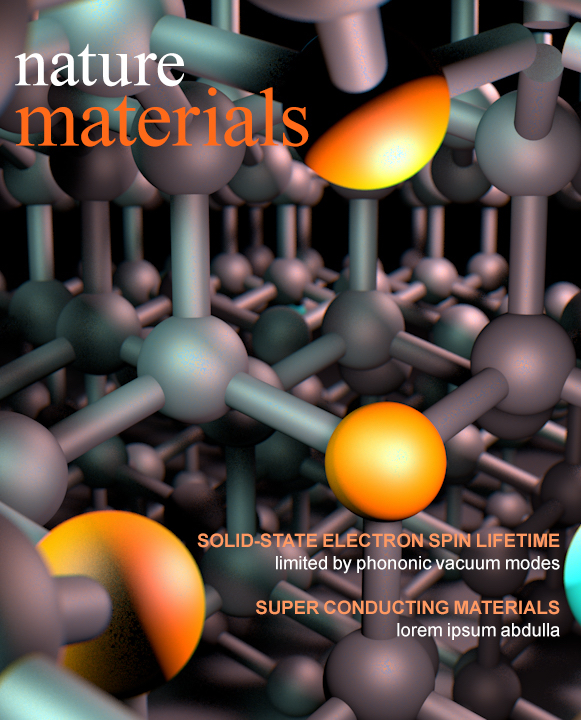 nature
materials
SOLID-STATE ELECTRON SPIN LIFETIME
limited by phononic vacuum modes
SUPER CONDUCTING MATERIALS
lorem ipsum abdulla